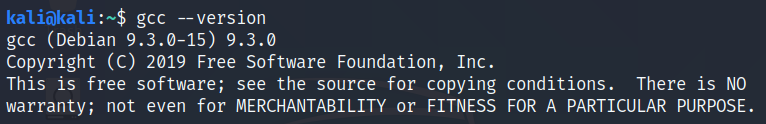 kali@kali:~$ gcc --version
gcc (Debian 9.3.0-15) 9.3.0
Copyright (C) 2019 Free Software Foundation, Inc.
This is free software; see the source for copying conditions.  There is NO
warranty; not even for MERCHANTABILITY or FITNESS FOR A PARTICULAR PURPOSE.